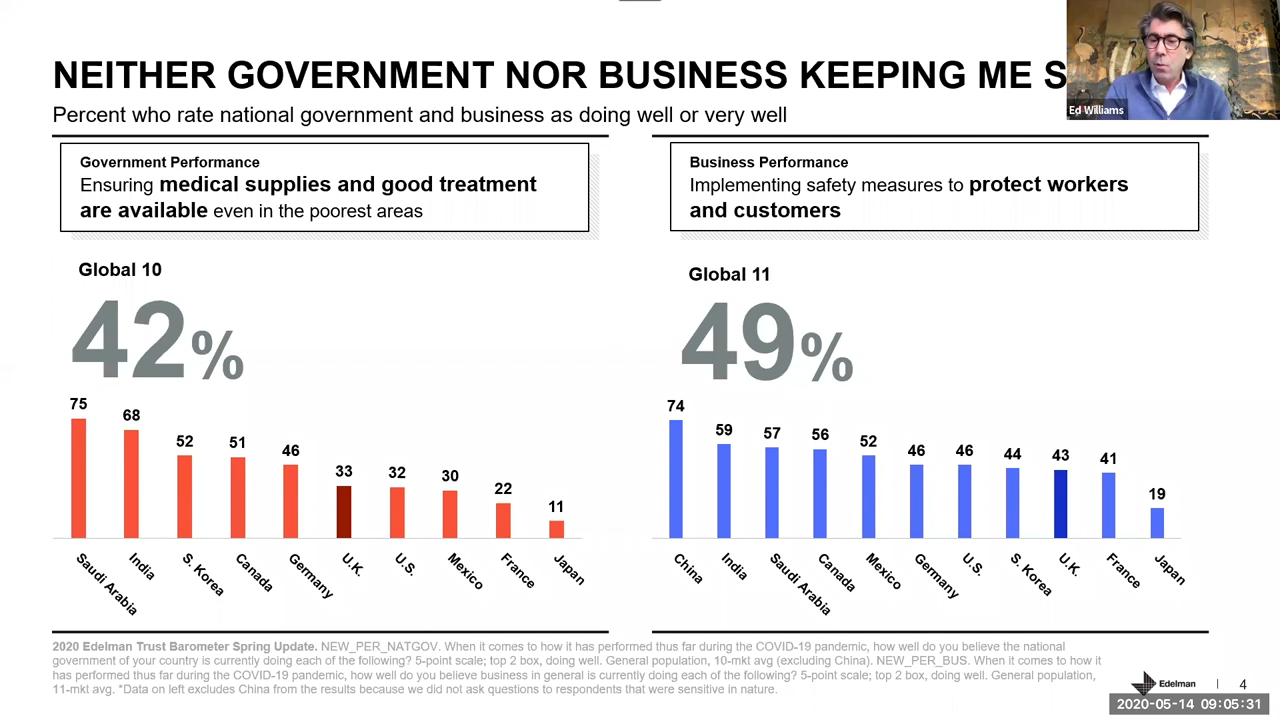 NEITHER GOVERNMENT NOR BUSINESS KEEPING ME S
Percent who rate national government and business as doing well or very well
Ed Williams
Government Performance
Ensuring medical supplies and good treatment
are available even in the poorest areas
Global 10
42%
75
68
52
51
46
33
32
30
22
11
Saudi Arabia
India
S. Korea
Canada
Germany
U.K.
U.S.
Mexico
France
Japan
Business Performance
Implementing safety measures to protect workers
and customers
Global 11
49%
74
59
57
56
52
46
46
44
43
41
19
China
India
Saudi Arabia
Canada
Mexico
Germany
U.S.
S. Korea
U.K.
France
Japan
2020 Edelman Trust Barometer Spring Update. NEW_PER_NATGOV. When it comes to how it has performed thus far during the COVID-19 pandemic, how well do you believe the national
government of your country is currently doing each of the following? 5-point scale; top 2 box, doing well. General population, 10-mkt avg (excluding China). NEW_PER_BUS. When it comes to how it
has performed thus far during the COVID-19 pandemic, how well do you believe business in general is currently doing each of the following? 5-point scale; top 2 box, doing well. General population,
11-mkt avg. *Data on left excludes China from the results because we did not ask questions to respondents that were sensitive in nature.
Edelman | 4
2020-05-14 09:05:31